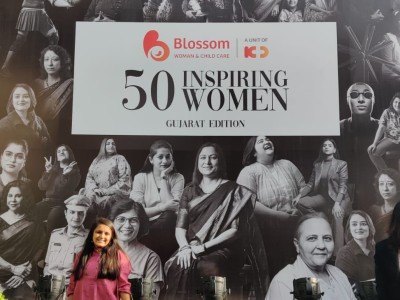 Blossom
WOMAN & CHILD CARE
A UNIT OF
KD
50 INSPIRING
WOMEN
GUJARAT EDITION